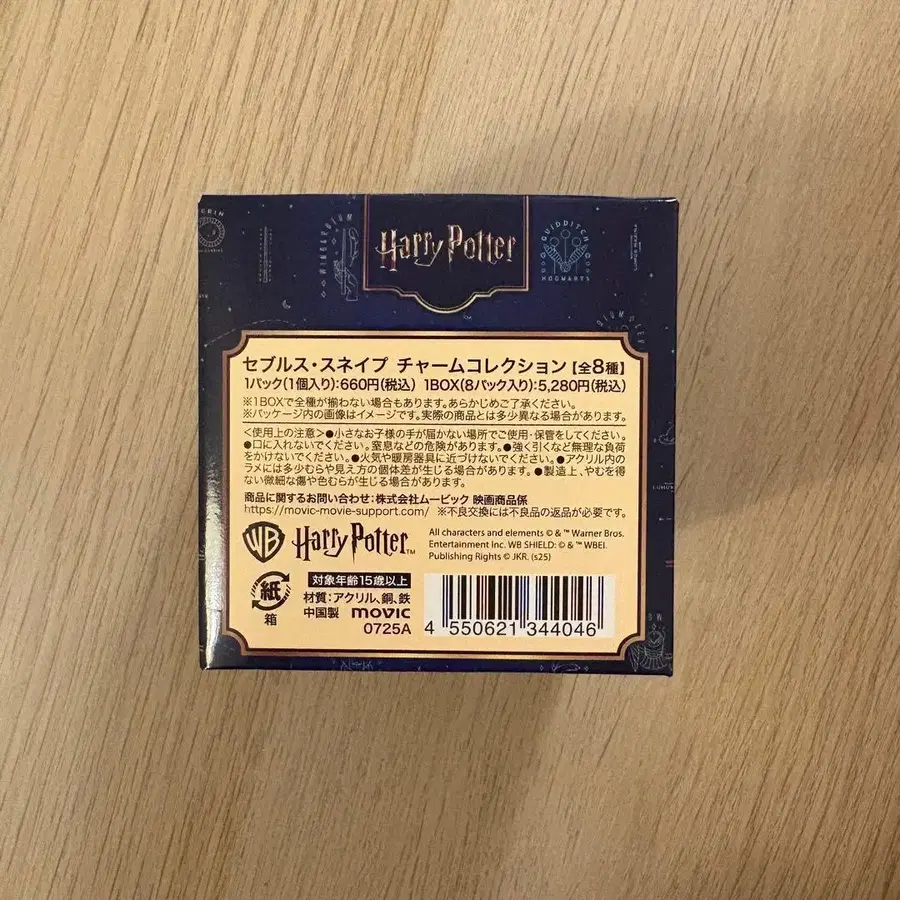 Harry Potter
WINGARDIUM
QUIDDITCH
HOGWARTS
セブルス・スネイプ チャームコレクション【全8種】
1パック(1個入り):660円(税込) 1BOX(8パック入り):5,280円(税込)
※1BOXで全種が揃わない場合もあります。あらかじめご了承ください。
※パッケージ内の画像はイメージです。実際の商品とは多少異なる場合があります。
<使用上の注意>●小さなお子様の手が届かない場所でご使用・保管をしてください。
●口に入れないでください。窒息などの危険があります。●強く引くなど無理な負荷
をかけないでください。●火気や暖房器具に近づけないでください。●アクリル内の
ラメには多少むらや見え方の個体差が生じる場合があります。●製造上、やむを得
ない微細な傷や色むらが生じる場合があります。
商品に関するお問い合わせ:株式会社ムービック 映画商品係
https://movic-movie-support.com/ ※不良交換には不良品の返品が必要です。
WB Harry Potter™
All characters and elements © & ™ Warner Bros.
Entertainment Inc. WB SHIELD: © & ™ WBEI.
Publishing Rights © JKR. (s25)
紙
箱
対象年齢15歳以上
材質:アクリル、銅、鉄
中国製 movic
0725A
4 550621 344046